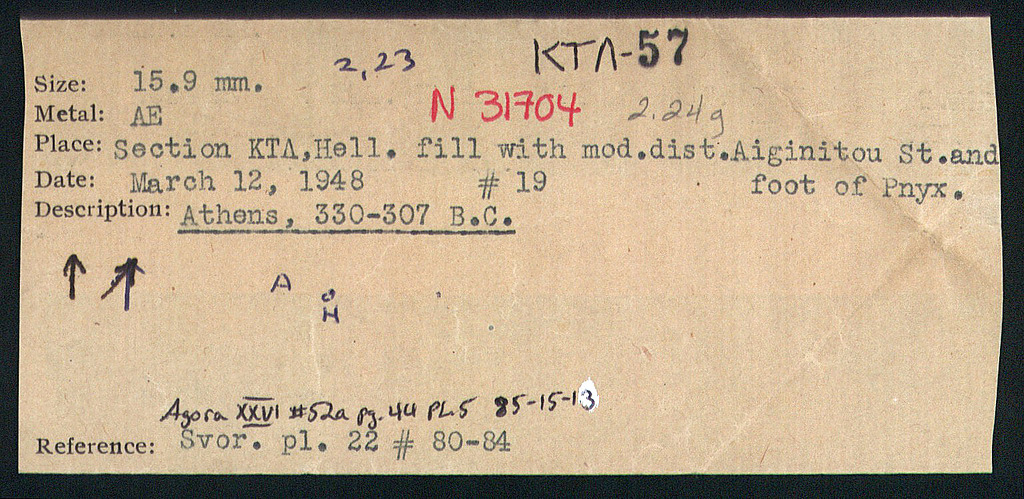 2,23 KTΛ-57
Size: 15.9 mm.
N 31704 2.24g
Metal: AE
Place: Section KTΔ, Hell. fill with mod.dist.Aiginitou St.and
Date: March 12, 1948 # 19 foot of Pnyx.
Description: Athens, 330-307 B.C.
↑ ↗↑ A
Θ
H
Agora XXVI #52a pg. 44 PL.5 85-15-13
Reference: Svor. pl. 22 # 80-84